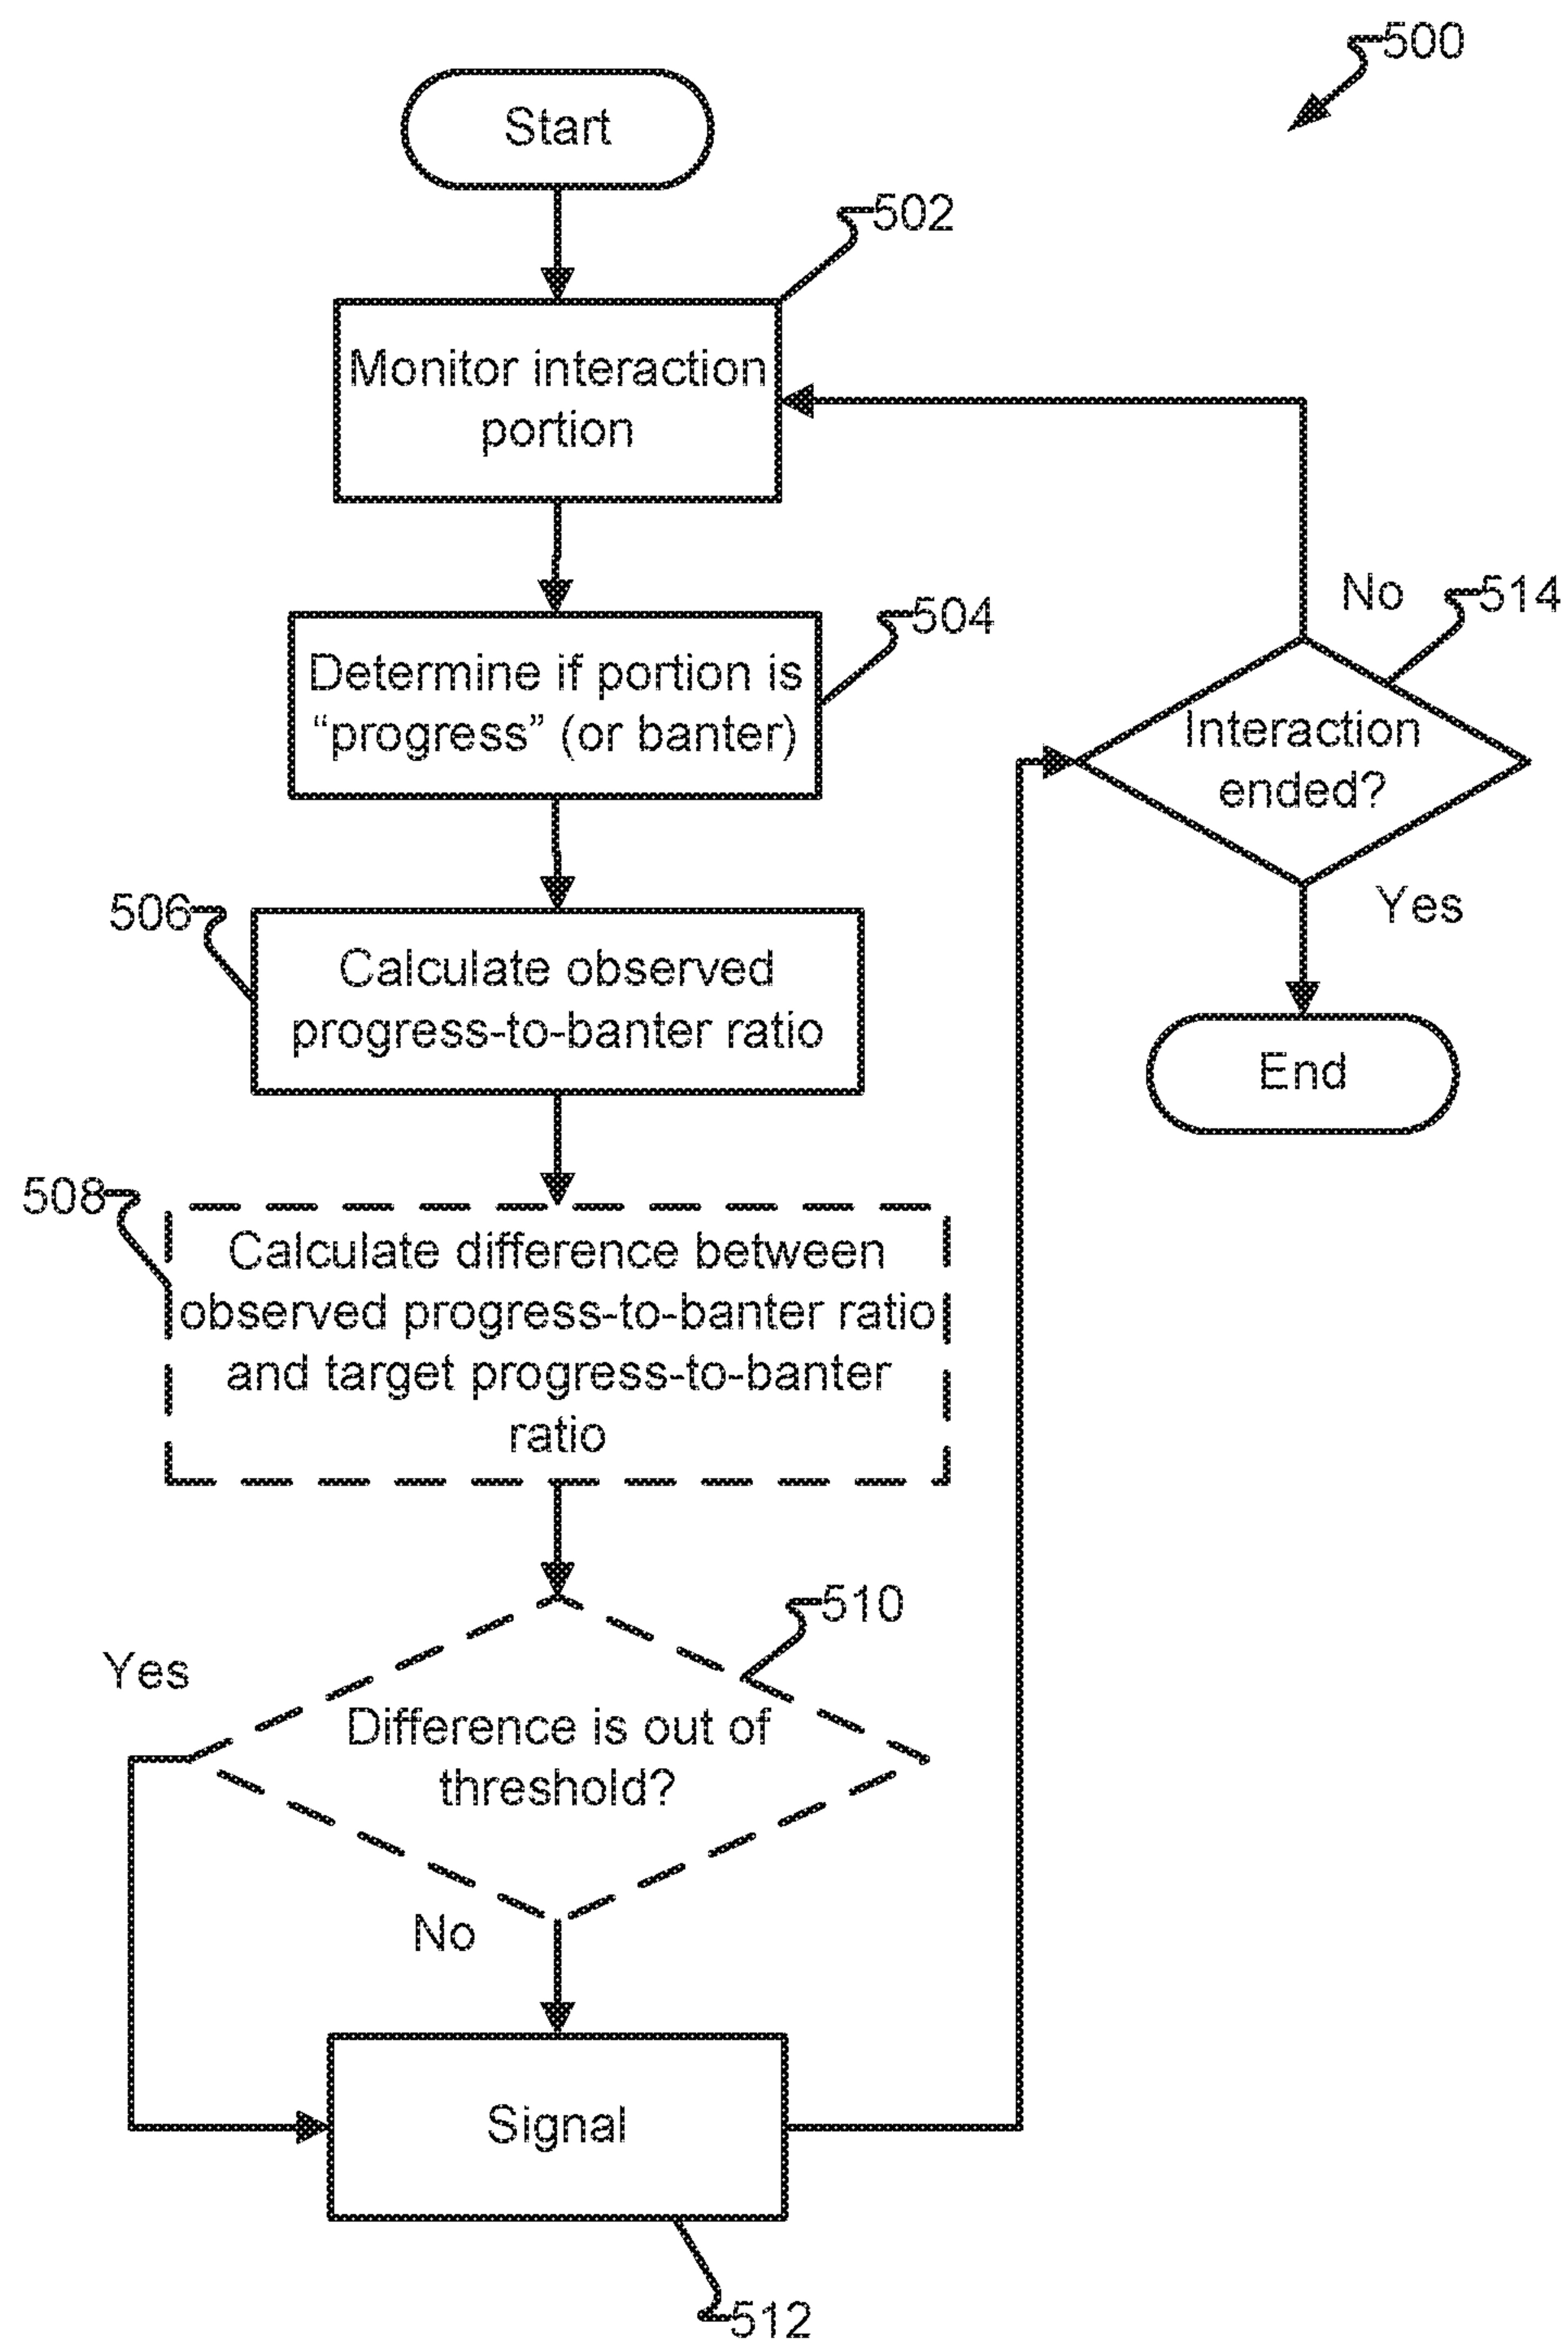 500
Start
502
Monitor interaction
portion
504
Determine if portion is
“progress” (or banter)
506
Calculate observed
progress-to-banter ratio
508
Calculate difference between
observed progress-to-banter ratio
and target progress-to-banter
ratio
510
Yes
Difference is out of
threshold?
No
Signal
512
No
514
Interaction
ended?
Yes
End